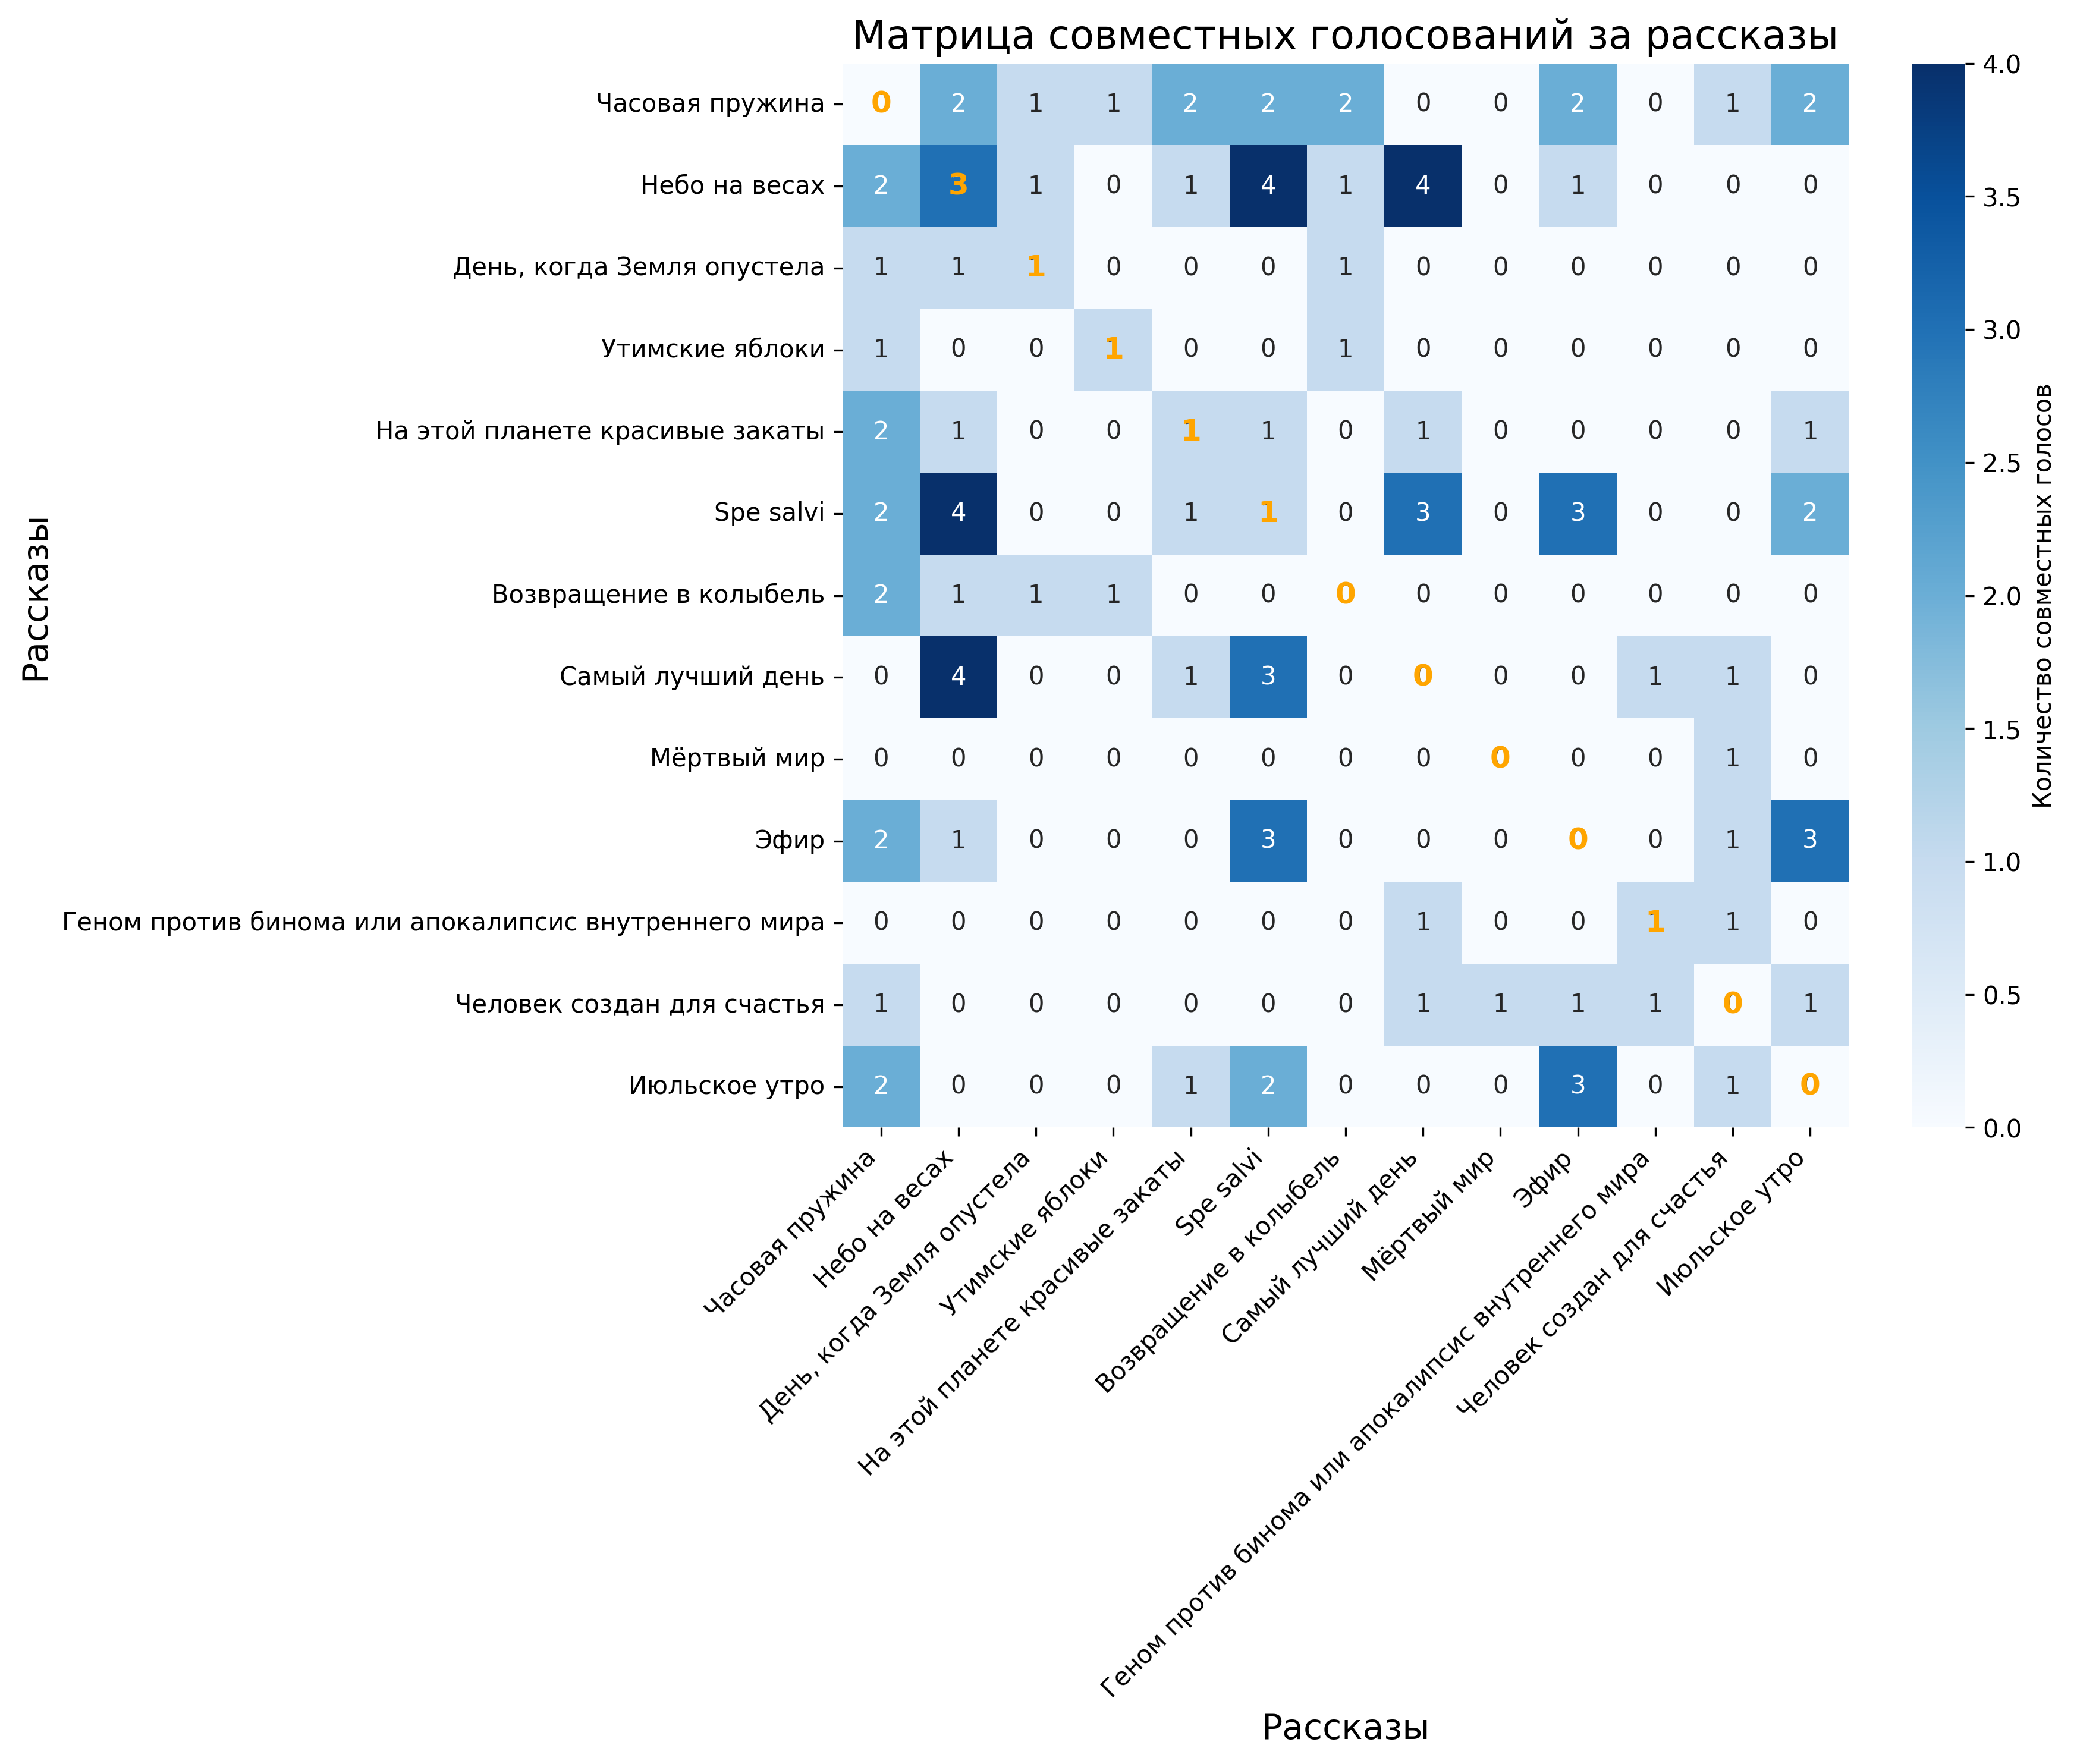 Матрица совместных голосований за рассказы
Рассказы
Часовая пружина 0 2 1 1 2 2 2 0 0 2 0 1 2
Небо на весах 2 3 1 0 1 4 1 4 0 1 0 0 0
День, когда Земля опустела 1 1 1 0 0 0 1 0 0 0 0 0 0
Утимские яблоки 1 0 0 1 0 0 1 0 0 0 0 0 0
На этой планете красивые закаты 2 1 0 0 1 1 0 1 0 0 0 0 1
Spe salvi 2 4 0 0 1 1 0 3 0 3 0 0 2
Возвращение в колыбель 2 1 1 1 0 0 0 0 0 0 0 0 0
Самый лучший день 0 4 0 0 1 3 0 0 0 0 1 1 0
Мёртвый мир 0 0 0 0 0 0 0 0 0 0 0 1 0
Эфир 2 1 0 0 0 3 0 0 0 0 0 1 3
Геном против бинома или апокалипсис внутреннего мира 0 0 0 0 0 0 0 1 0 0 1 1 0
Человек создан для счастья 1 0 0 0 0 0 0 1 1 1 1 0 1
Июльское утро 2 0 0 0 1 2 0 0 0 3 0 1 0
Часовая пружина
Небо на весах
День, когда Земля опустела
Утимские яблоки
На этой планете красивые закаты
Spe salvi
Возвращение в колыбель
Самый лучший день
Мёртвый мир
Эфир
Геном против бинома или апокалипсис внутреннего мира
Человек создан для счастья
Июльское утро
Рассказы
4.0
3.5
3.0
2.5
2.0
1.5
1.0
0.5
0.0
Количество совместных голосов